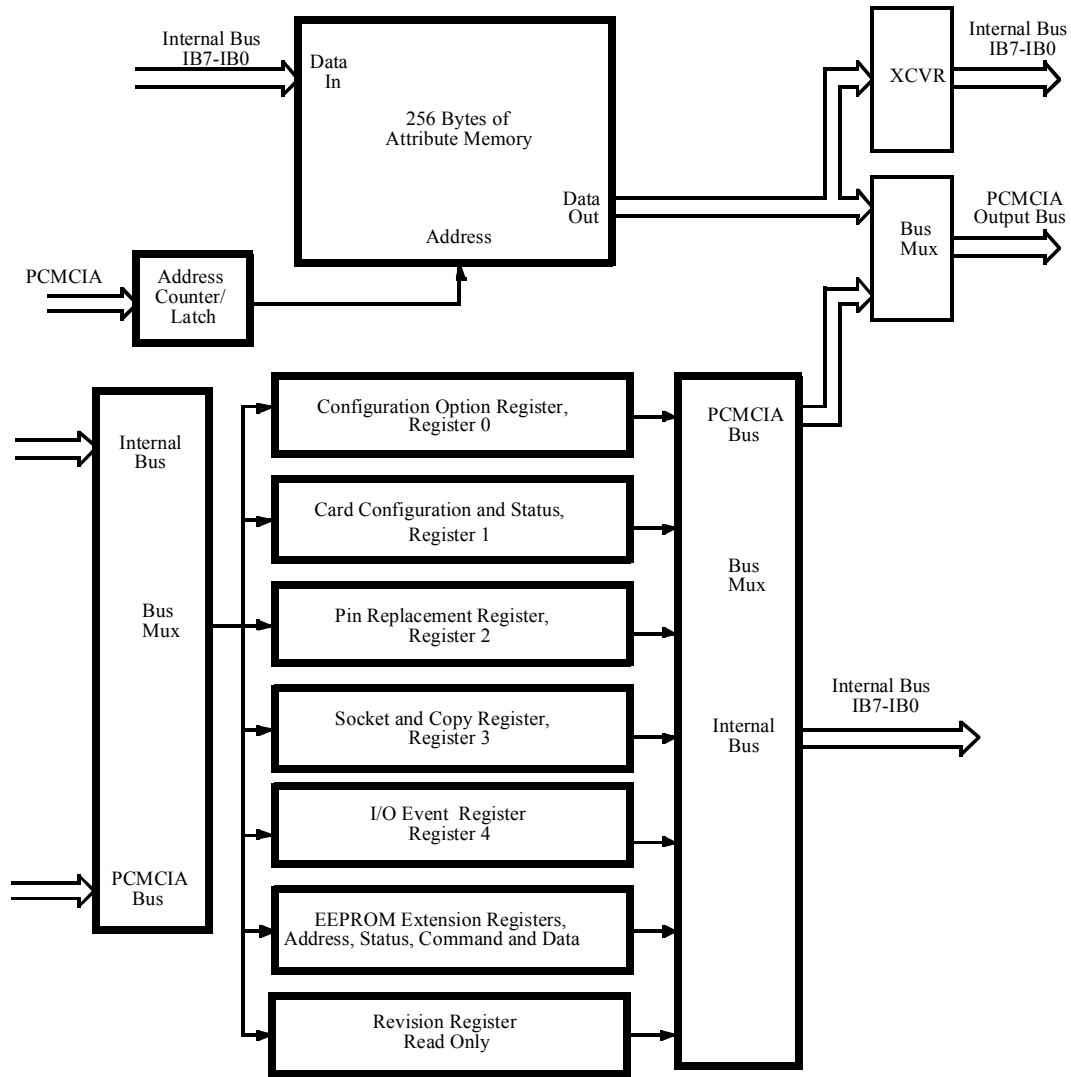 Internal Bus
IB7-IB0
Data
In
256 Bytes of
Attribute Memory
Data
Out
Address
XCVR
Internal Bus
IB7-IB0
Bus
Mux
PCMCIA
Output Bus
PCMCIA
Address
Counter/
Latch
Internal
Bus
Bus
Mux
PCMCIA
Bus
Configuration Option Register,
Register 0
Card Configuration and Status,
Register 1
Pin Replacement Register,
Register 2
Socket and Copy Register,
Register 3
I/O Event Register
Register 4
EEPROM Extension Registers,
Address, Status, Command and Data
Revision Register
Read Only
PCMCIA
Bus
Bus
Mux
Internal
Bus
Internal Bus
IB7-IB0